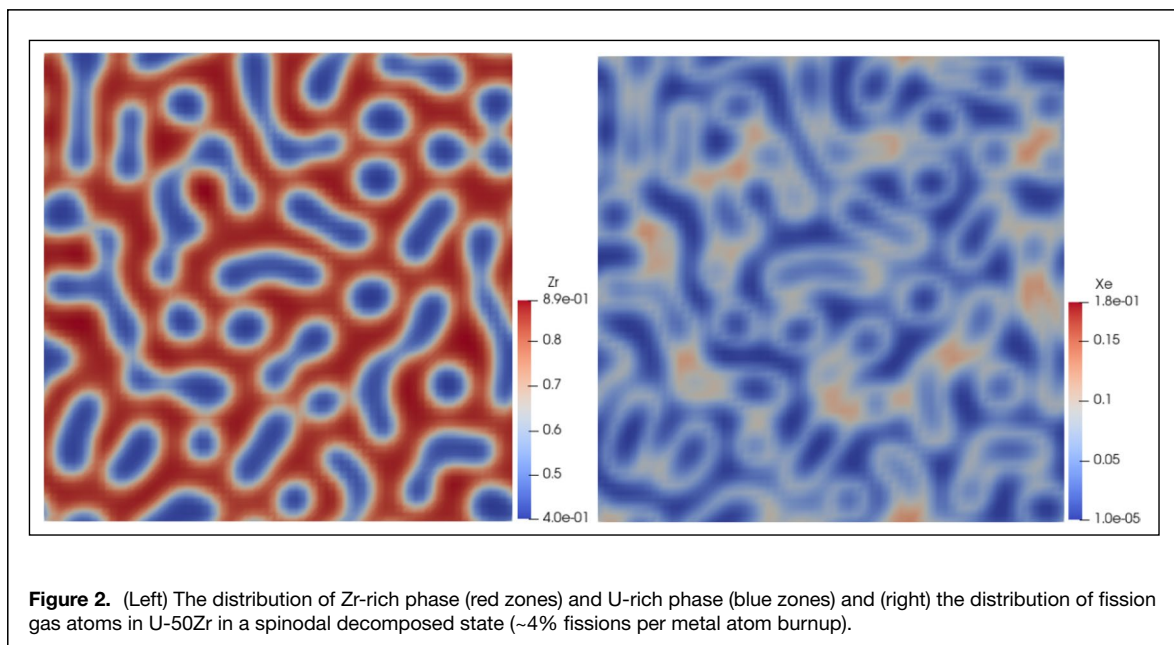 Zr
8.9e-01
0.8
0.7
0.6
0.5
4.0e-01
Xe
1.8e-01
0.15
0.1
0.05
1.0e-05
Figure 2. (Left) The distribution of Zr-rich phase (red zones) and U-rich phase (blue zones) and (right) the distribution of fission
gas atoms in U-50Zr in a spinodal decomposed state (~4% fissions per metal atom burnup).